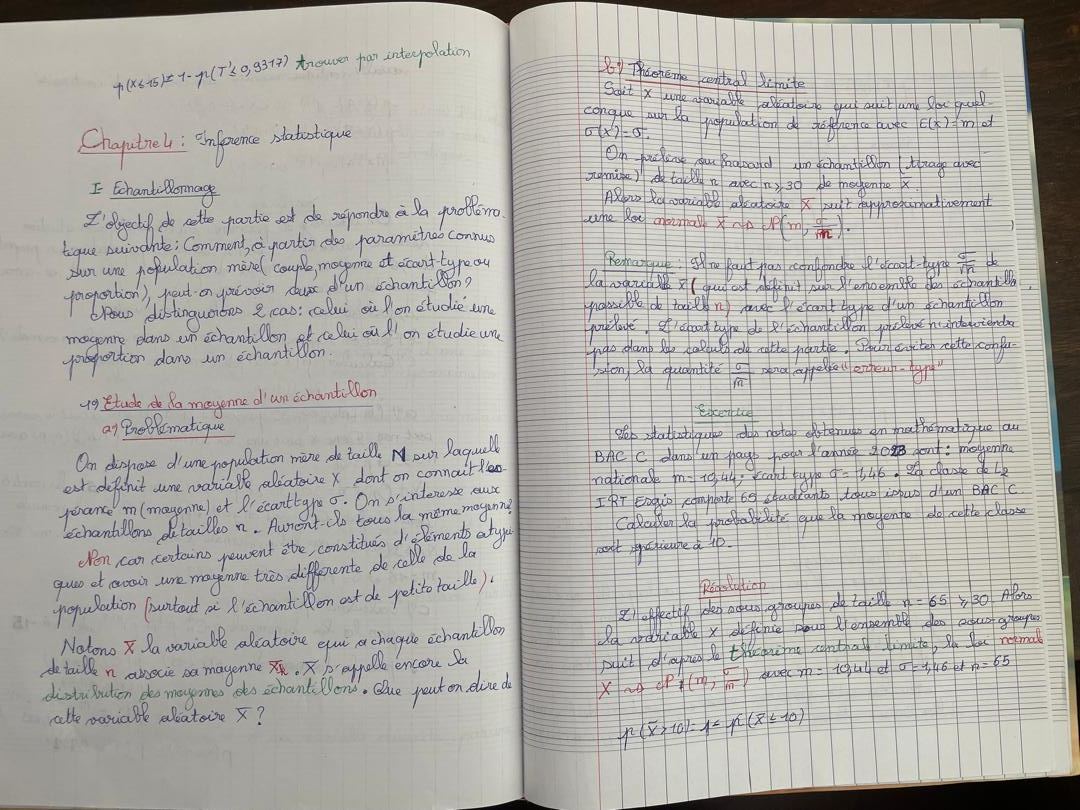 p(X ≤ 15) = 1 - p(T' ≤ 0,9317) trouver par interpolation
Chapitre 4 : Inference statistique
I- Echantillonnage
L'objectif de cette partie est de répondre à la probléma-
tique suivante : Comment, à partir des paramètres connus
sur une population mère (couple, moyenne et écart-type ou
proportion), peut-on prévoir ceux d'un échantillon?
Nous distinguerons 2 cas : celui où l'on étudie une
moyenne dans un échantillon et celui où l'on étudie une
proportion dans un échantillon.
1°) Etude de la moyenne d'un échantillon
a) Problématique
On dispose d'une population mère de taille N sur laquelle
est définit une variable aléatoire X dont on connait l'es-
pérance m (moyenne) et l'écart type σ. On s'interesse aux
échantillons de tailles n. Auront-ils tous la même moyenne
Non car certains peuvent être constitués d'éléments atypi-
ques et avoir une moyenne très différente de celle de la
population (surtout si l'échantillon est de petite taille).
Notons X̄ la variable aléatoire qui a chaque échantillon
de taille n associe sa moyenne X̄k. X̄ s'appelle encore la
distribution des moyennes des échantillons. Que peut on dire de
cette variable aléatoire X̄ ?
b) Théorème central limite
Soit X une variable aléatoire qui suit une loi quel-
conque sur la population de référence avec E(x) = m et
σ(x) = σ.
On prélève au hasard un échantillon (tirage avec
remise) de taille n avec n ≥ 30 de moyenne X̄.
Alors la variable aléatoire X̄ suit approximativement
une loi normale X̄ ~> N(m, σ/√n).
Remarque : Il ne faut pas confondre l'écart-type σ/√n de
la variable X̄ (qui est définit sur l'ensemble des échantillon
possible de taille n) avec l'écart type d'un échantillon
prélevé. L'écart type de l'échantillon prélevé n'interviendra
pas dans les calculs de cette partie. Pour éviter cette confu-
sion, la quantité σ/√n sera appelée "erreur-type"
Exercice
Les statistiques des notes obtenues en mathématique au
BAC C dans un pays pour l'année 2023 sont : moyenne
nationale m = 10,44. écart type σ = 1,46. La classe de L2
IRT Esgis comporte 65 étudiants tous issus d'un BAC C.
Calculer la probabilité que la moyenne de cette classe
soit supérieure à 10.
Résolution
L'effectif des sous groupes de taille n = 65 ≥ 30 Alors
la variable X définie sous l'ensemble des sous groupes
suit d'après le théorème central limite, la loi normale
X ~> N(m, σ/√n) avec m = 10,44 et σ = 1,46 et n = 65
p(X̄ > 10) = 1 - p(X̄ ≤ 10)